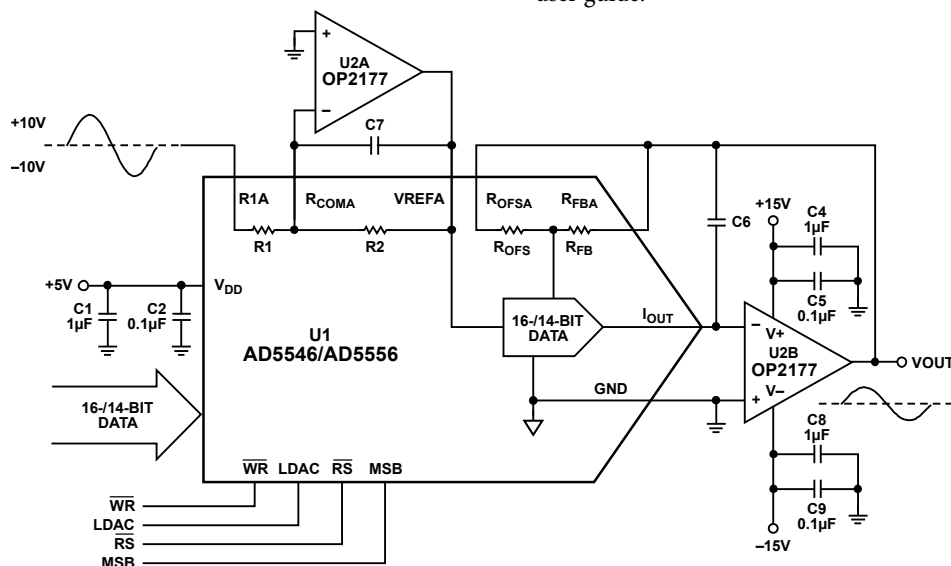 user guide.
+
U2A
OP2177
–
+10V
–10V
C7
R1A
RCOMA
VREFA
ROFSA
RFBA
R1
R2
ROFS
RFB
C6
+15V
C4
1µF
C5
0.1µF
+5V
VDD
C1
1µF
C2
0.1µF
U1
AD5546/AD5556
16-/14-BIT
DATA
IOUT
–
V+
U2B
OP2177
+
V–
VOUT
GND
16-/14-BIT
DATA
C8
1µF
C9
0.1µF
–15V
WR LDAC RS MSB
WR
LDAC
RS
MSB